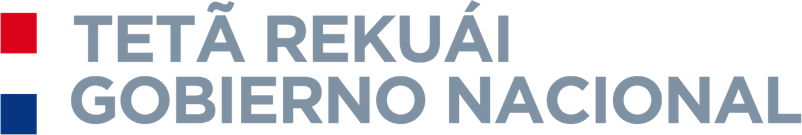 TETÃ REKUÁI
GOBIERNO NACIONAL